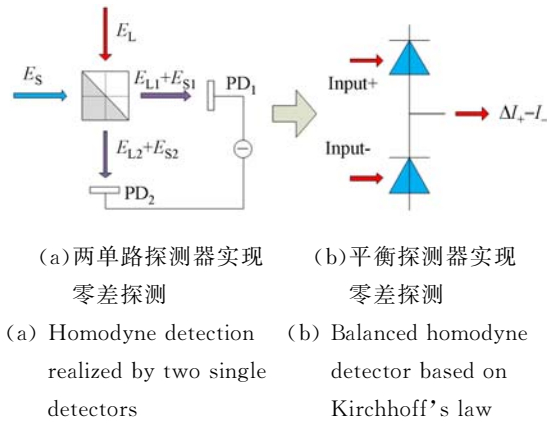 E_L
E_S
E_L1+E_S1
PD_1
E_L2+E_S2
PD_2
Input+
Input-
ΔI_+−I_−
(a)两单路探测器实现
零差探测
(b)平衡探测器实现
零差探测
(a) Homodyne detection
realized by two single
detectors
(b) Balanced homodyne
detector based on
Kirchhoff's law